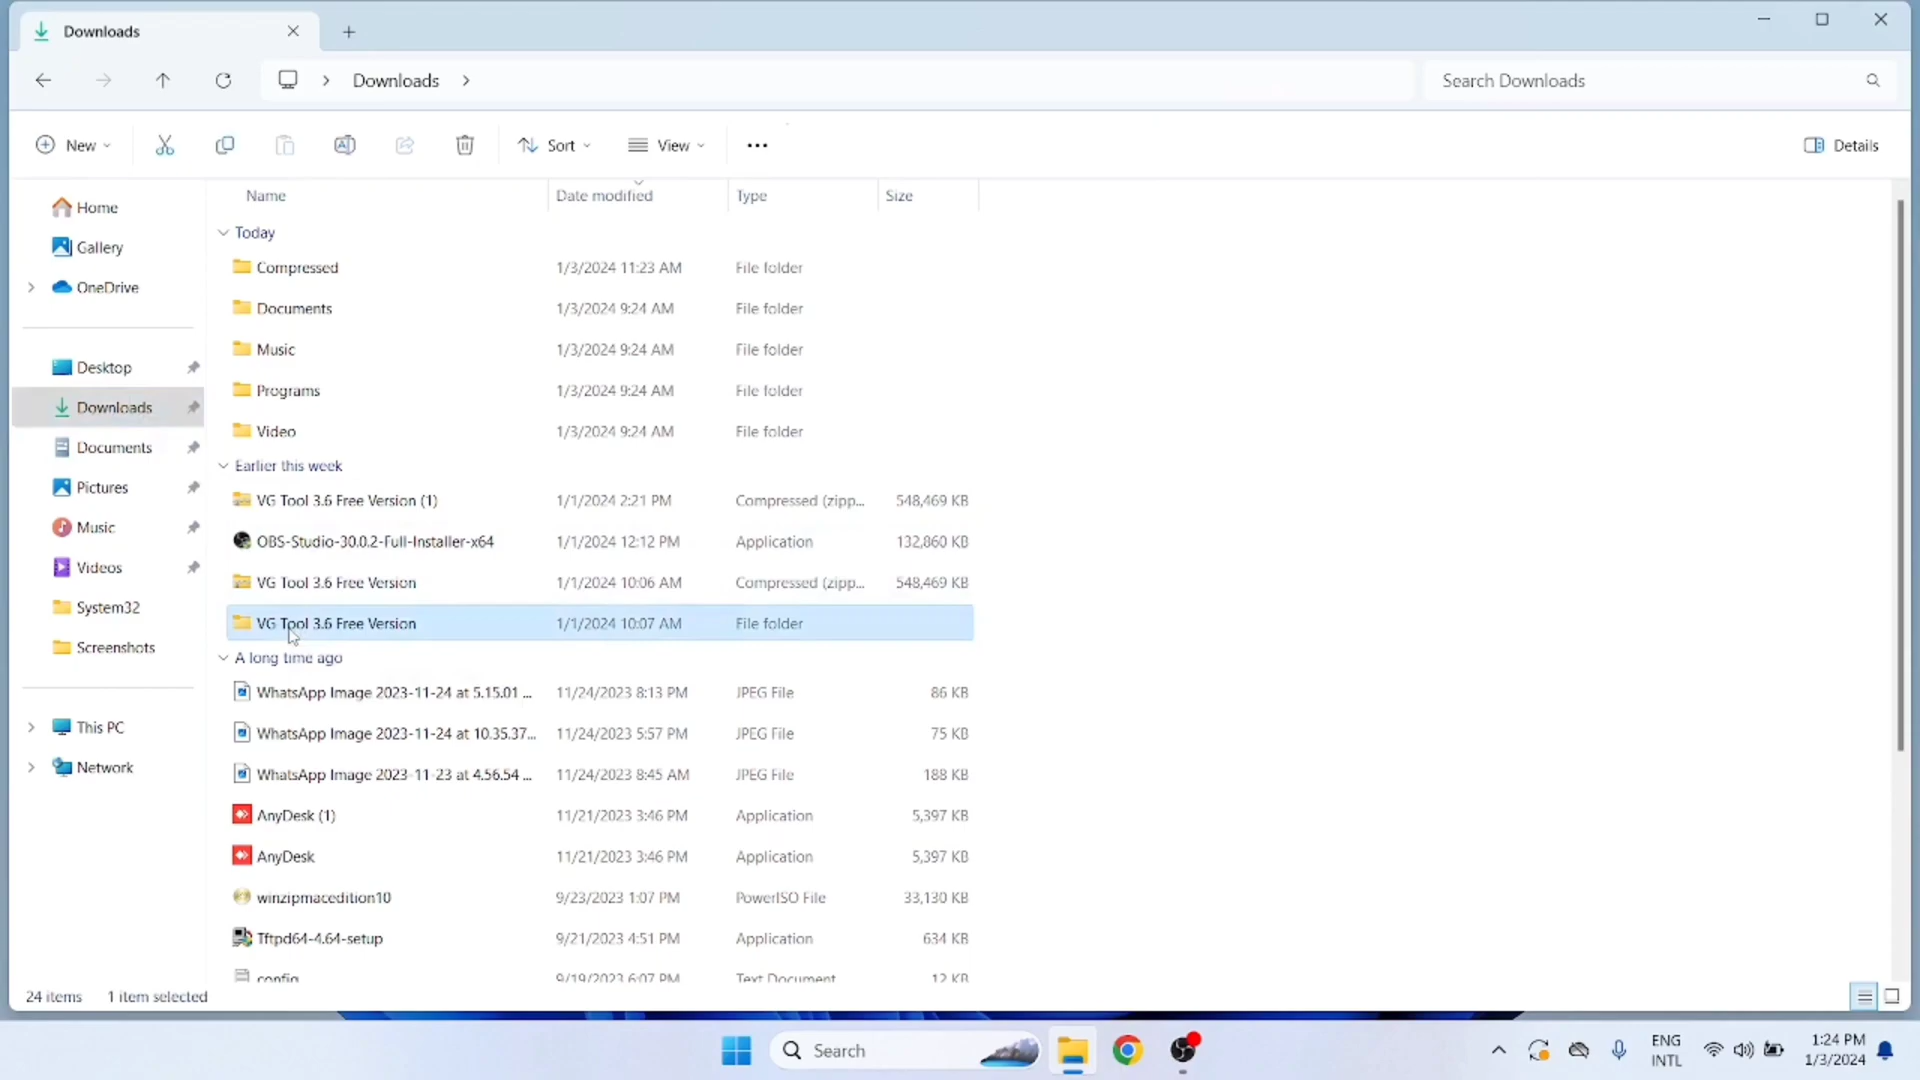 Downloads
Downloads
Search Downloads
New
Sort
View
Details
Home
Gallery
OneDrive
Desktop
Downloads
Documents
Pictures
Music
Videos
System32
Screenshots
This PC
Network
Name Date modified Type Size
Today
Compressed 1/3/2024 11:23 AM File folder
Documents 1/3/2024 9:24 AM File folder
Music 1/3/2024 9:24 AM File folder
Programs 1/3/2024 9:24 AM File folder
Video 1/3/2024 9:24 AM File folder
Earlier this week
VG Tool 3.6 Free Version (1) 1/1/2024 2:21 PM Compressed (zipp... 548,469 KB
OBS-Studio-30.0.2-Full-Installer-x64 1/1/2024 12:12 PM Application 132,860 KB
VG Tool 3.6 Free Version 1/1/2024 10:06 AM Compressed (zipp... 548,469 KB
VG Tool 3.6 Free Version 1/1/2024 10:07 AM File folder
A long time ago
WhatsApp Image 2023-11-24 at 5.15.01 ... 11/24/2023 8:13 PM JPEG File 86 KB
WhatsApp Image 2023-11-24 at 10.35.37... 11/24/2023 5:57 PM JPEG File 75 KB
WhatsApp Image 2023-11-23 at 4.56.54 ... 11/24/2023 8:45 AM JPEG File 188 KB
AnyDesk (1) 11/21/2023 3:46 PM Application 5,397 KB
AnyDesk 11/21/2023 3:46 PM Application 5,397 KB
winzipmacedition10 9/23/2023 1:07 PM PowerISO File 33,130 KB
Tftpd64-4.64-setup 9/21/2023 4:51 PM Application 634 KB
config 9/19/2023 6:07 PM Text Document 12 KB
24 items 1 item selected
Search
ENG
INTL
1:24 PM
1/3/2024